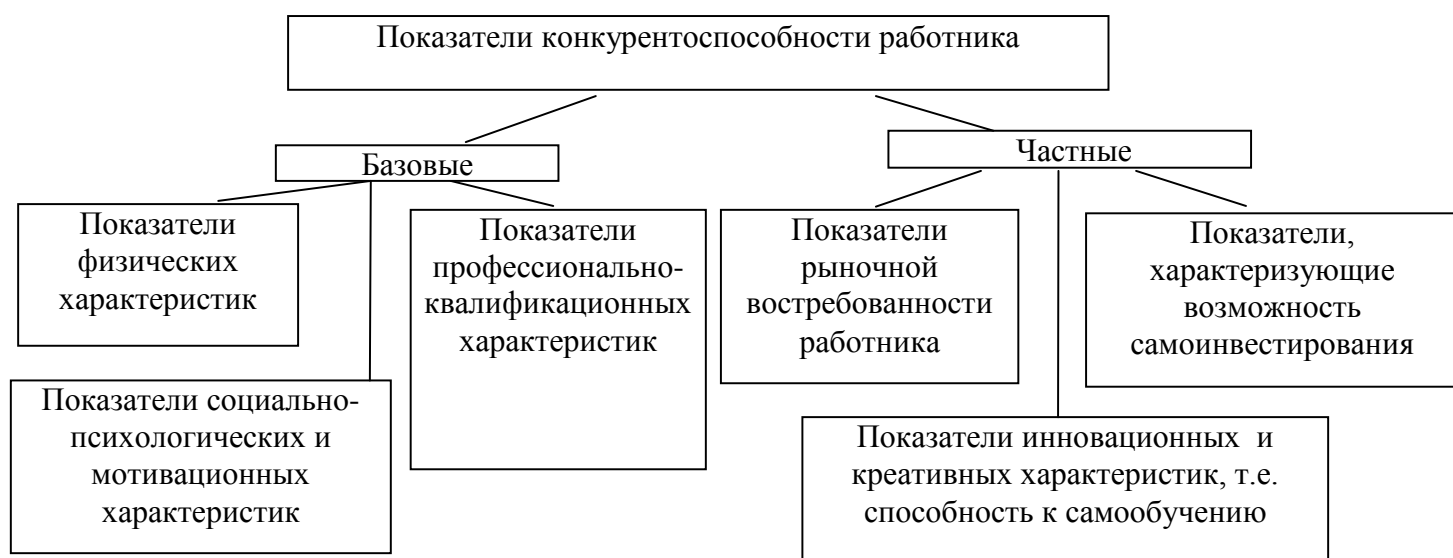 Показатели конкурентоспособности работника
Базовые
Частные
Показатели
физических
характеристик
Показатели
профессионально-
квалификационных
характеристик
Показатели
рыночной
востребованности
работника
Показатели,
характеризующие
возможность
самоинвестирования
Показатели социально-
психологических и
мотивационных
характеристик
Показатели инновационных и
креативных характеристик, т.е.
способность к самообучению